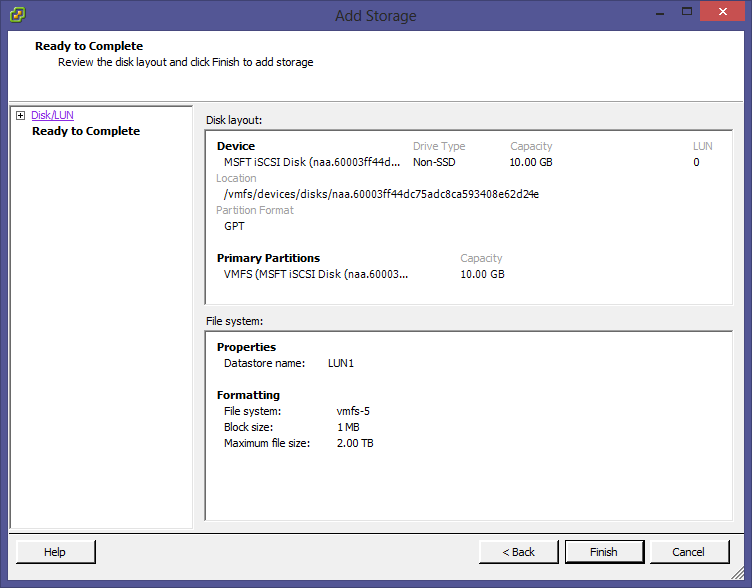 Add Storage
Ready to Complete
Review the disk layout and click Finish to add storage
Disk/LUN
Ready to Complete
Disk layout:
Device Drive Type Capacity LUN
MSFT iSCSI Disk (naa.60003ff44d... Non-SSD 10.00 GB 0
Location
/vmfs/devices/disks/naa.60003ff44dc75adc8ca593408e62d24e
Partition Format
GPT
Primary Partitions Capacity
VMFS (MSFT iSCSI Disk (naa.60003... 10.00 GB
File system:
Properties
Datastore name: LUN1
Formatting
File system: vmfs-5
Block size: 1 MB
Maximum file size: 2.00 TB
Help < Back Finish Cancel